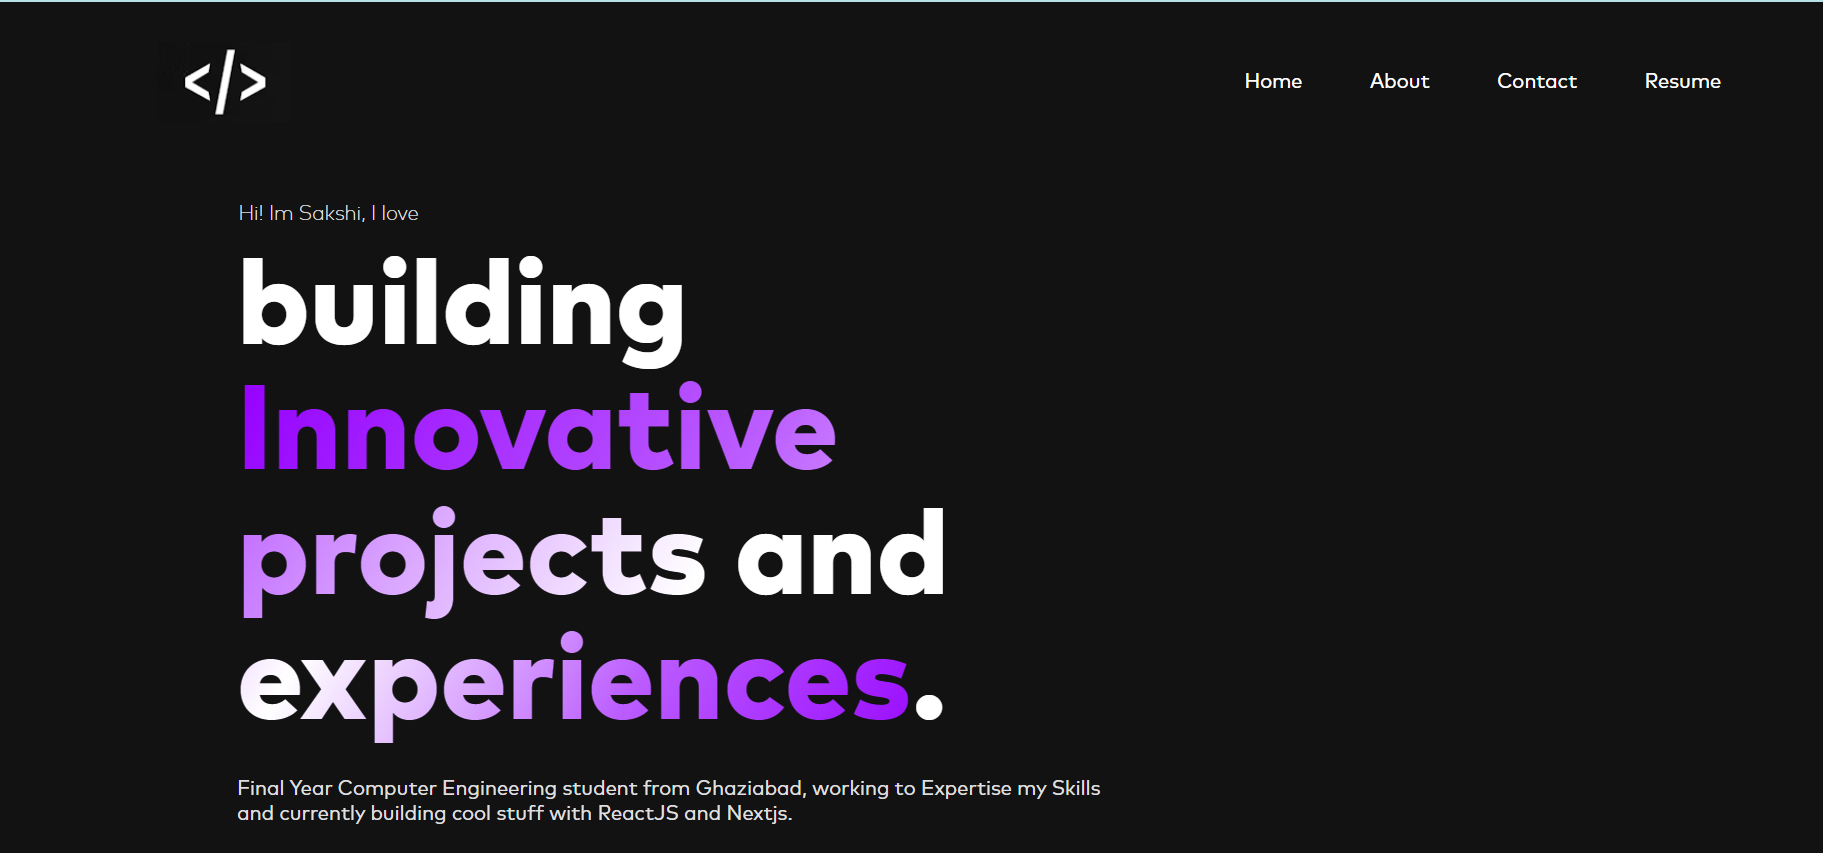 </>
Home About Contact Resume
Hi! Im Sakshi, I love
building
Innovative
projects and
experiences.
Final Year Computer Engineering student from Ghaziabad, working to Expertise my Skills
and currently building cool stuff with ReactJS and Nextjs.